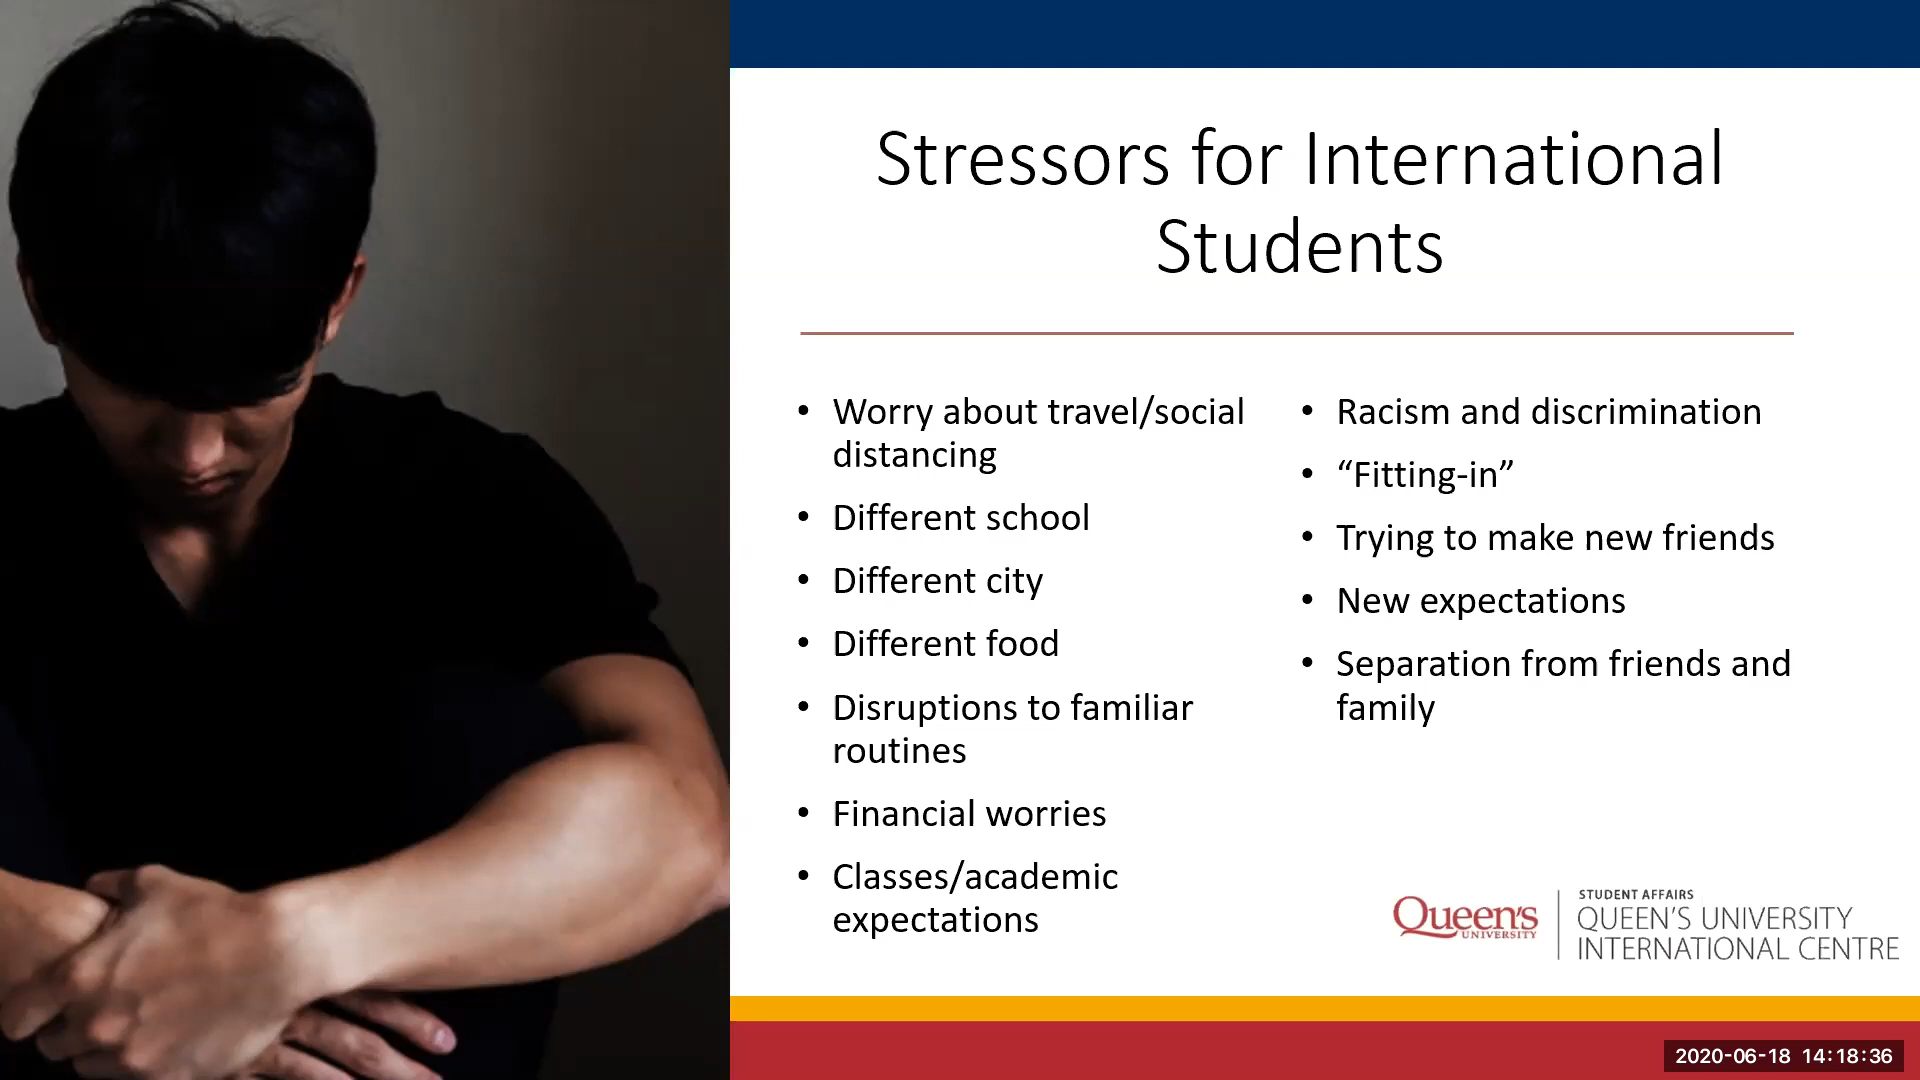 Stressors for International
Students
• Worry about travel/social
distancing
• Different school
• Different city
• Different food
• Disruptions to familiar
routines
• Financial worries
• Classes/academic
expectations
• Racism and discrimination
• “Fitting-in”
• Trying to make new friends
• New expectations
• Separation from friends and
family
Queen's
UNIVERSITY
STUDENT AFFAIRS
QUEEN'S UNIVERSITY
INTERNATIONAL CENTRE
2020-06-18 14:18:36